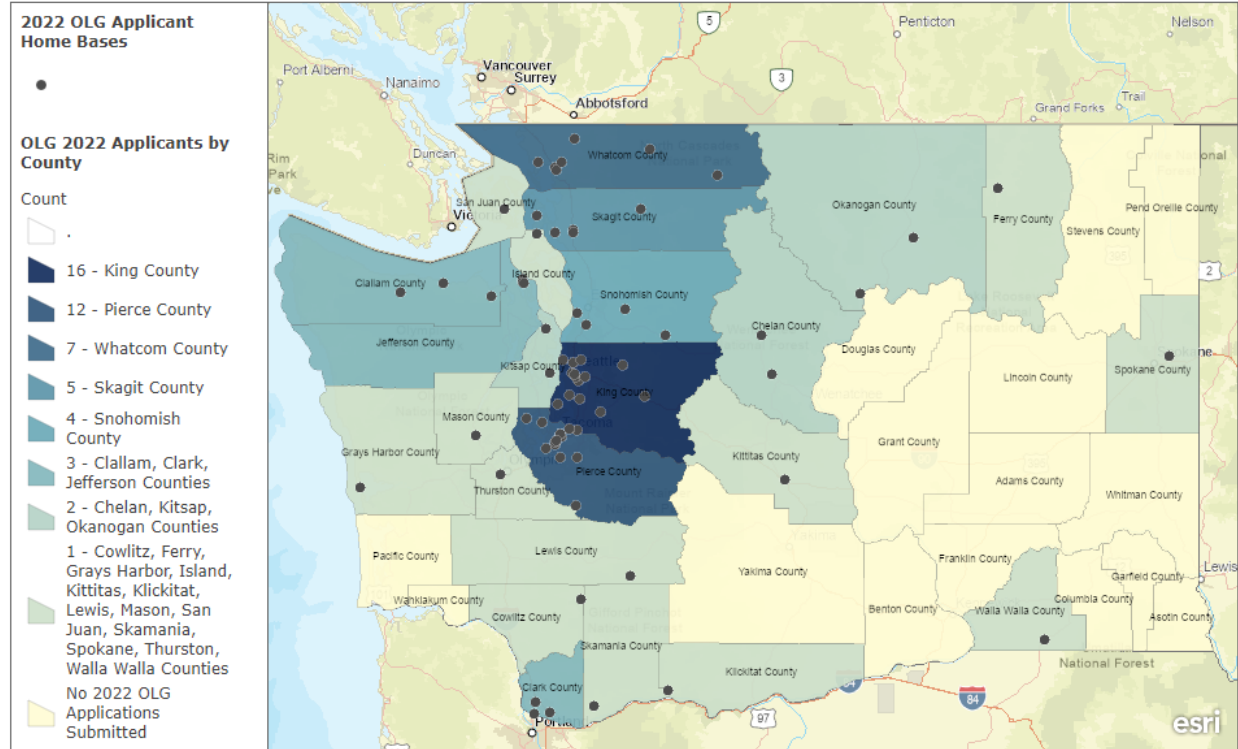 2022 OLG Applicant
Home Bases
OLG 2022 Applicants by
County
Count
.
16 - King County
12 - Pierce County
7 - Whatcom County
5 - Skagit County
4 - Snohomish
County
3 - Clallam, Clark,
Jefferson Counties
2 - Chelan, Kitsap,
Okanogan Counties
1 - Cowlitz, Ferry,
Grays Harbor, Island,
Kittitas, Klickitat,
Lewis, Mason, San
Juan, Skamania,
Spokane, Thurston,
Walla Walla Counties
No 2022 OLG
Applications
Submitted
5
Penticton
Nelson
Port Alberni
Nanaimo
Vancouver
Surrey
3
Abbotsford
Trail
Grand Forks
Duncan
Rim
Park
ve
Whatcom County
San Juan County
Skagit County
Okanogan County
Ferry County
Pend Oreille County
Stevens County
395
2
Island County
Clallam County
Snohomish County
Jefferson County
Chelan County
Douglas County
Kitsap County
Spokane County
Lincoln County
King County
Mason County
Grant County
Grays Harbor County
Kittitas County
Pierce County
Thurston County
Adams County
Whitman County
Pacific County
Lewis County
Yakima County
Franklin County
Garfield County
Lewis
Wahkiakum County
Cowlitz County
Benton County
Walla Walla County
Columbia County
Asotin County
Skamania County
Klickitat County
National Forest
Clark County
84
97
esri